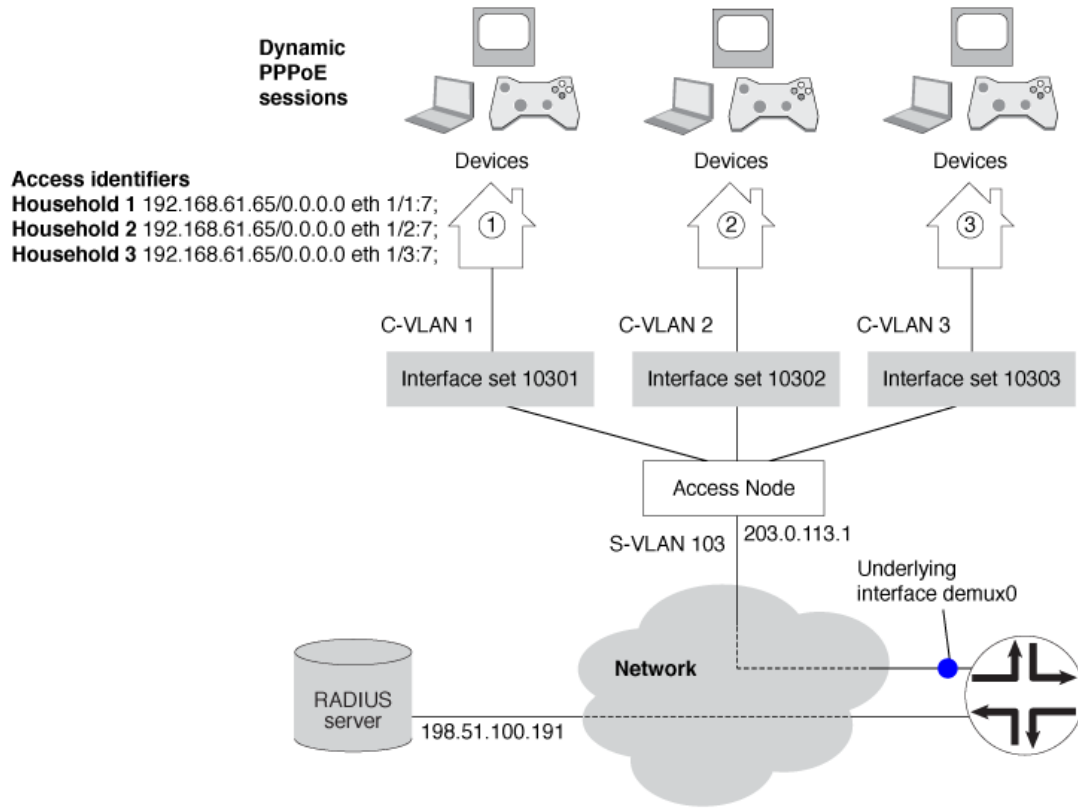 Dynamic
PPPoE
sessions
Devices
Devices
Devices
Access identifiers
Household 1 192.168.61.65/0.0.0.0 eth 1/1:7;
Household 2 192.168.61.65/0.0.0.0 eth 1/2:7;
Household 3 192.168.61.65/0.0.0.0 eth 1/3:7;
1
2
3
C-VLAN 1
C-VLAN 2
C-VLAN 3
Interface set 10301
Interface set 10302
Interface set 10303
Access Node
S-VLAN 103
203.0.113.1
Underlying
interface demux0
Network
RADIUS
server
198.51.100.191